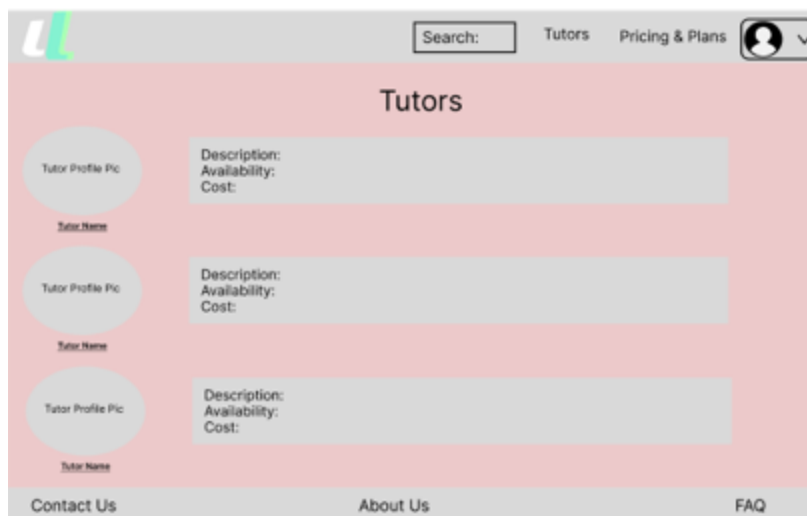 Search:
Tutors
Pricing & Plans
Tutors
Tutor Profile Pic
Description:
Availability:
Cost:
Tutor Name
Tutor Profile Pic
Description:
Availability:
Cost:
Tutor Name
Tutor Profile Pic
Description:
Availability:
Cost:
Tutor Name
Contact Us
About Us
FAQ